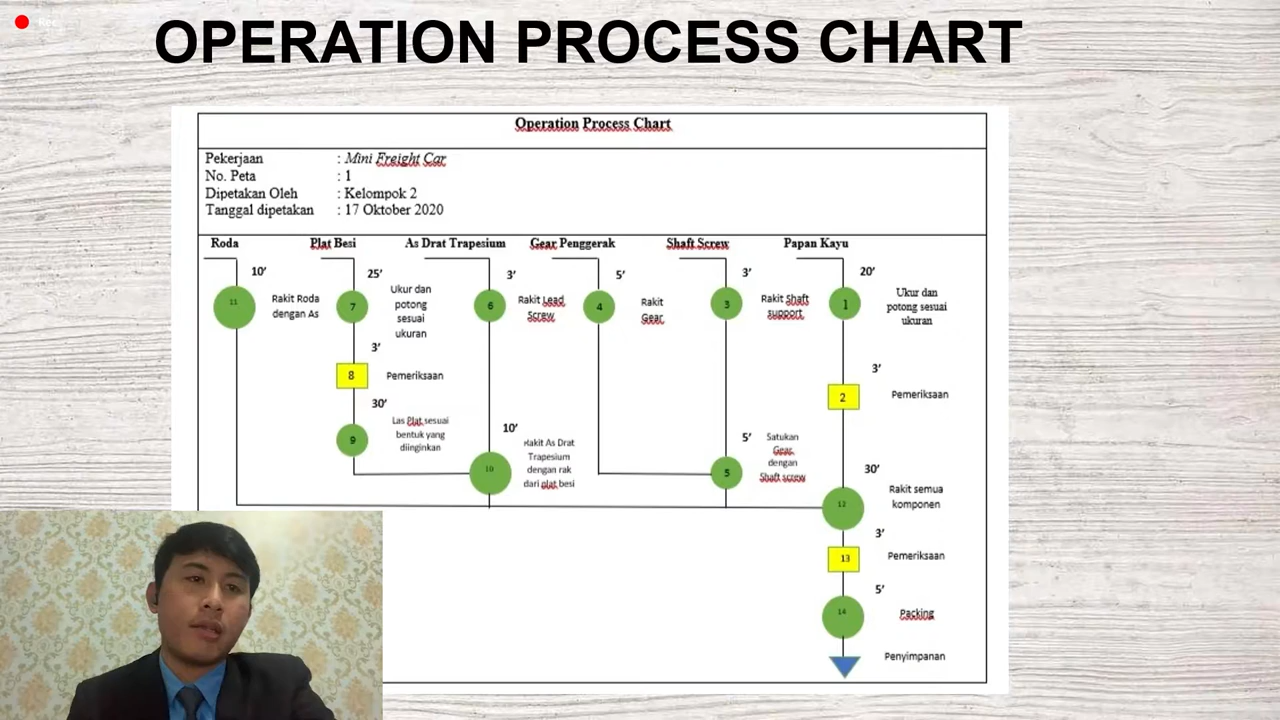 Rec
OPERATION PROCESS CHART
Operation Process Chart
Pekerjaan : Mini Freight Car
No. Peta : 1
Dipetakan Oleh : Kelompok 2
Tanggal dipetakan : 17 Oktober 2020
Roda Plat Besi As Drat Trapesium Gear Penggerak Shaft Screw Papan Kayu
10'
11
Rakit Roda
dengan As
25'
7
Ukur dan
potong
sesuai
ukuran
3'
8
Pemeriksaan
30'
9
Las Plat sesuai
bentuk yang
diinginkan
3'
6
Rakit Lead
Screw
10'
10
Rakit As Drat
Trapesium
dengan rak
dari plat besi
5'
4
Rakit
Gear
3'
3
Rakit Shaft
support
5'
5
Satukan
Gear
dengan
Shaft screw
20'
1
Ukur dan
potong sesuai
ukuran
3'
2
Pemeriksaan
30'
12
Rakit semua
komponen
3'
13
Pemeriksaan
5'
14
Packing
Penyimpanan